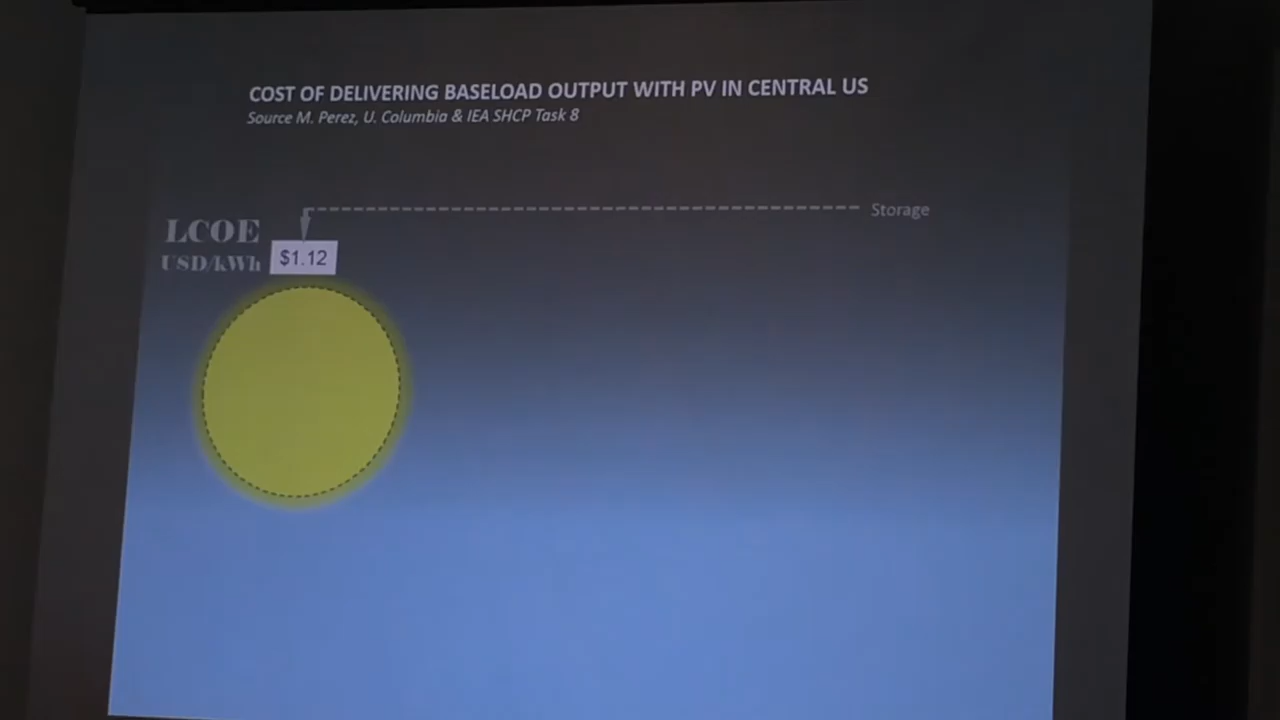 COST OF DELIVERING BASELOAD OUTPUT WITH PV IN CENTRAL US
Source M. Perez, U. Columbia & IEA SHCP Task 8
Storage
LCOE
USD/kWh
$1.12